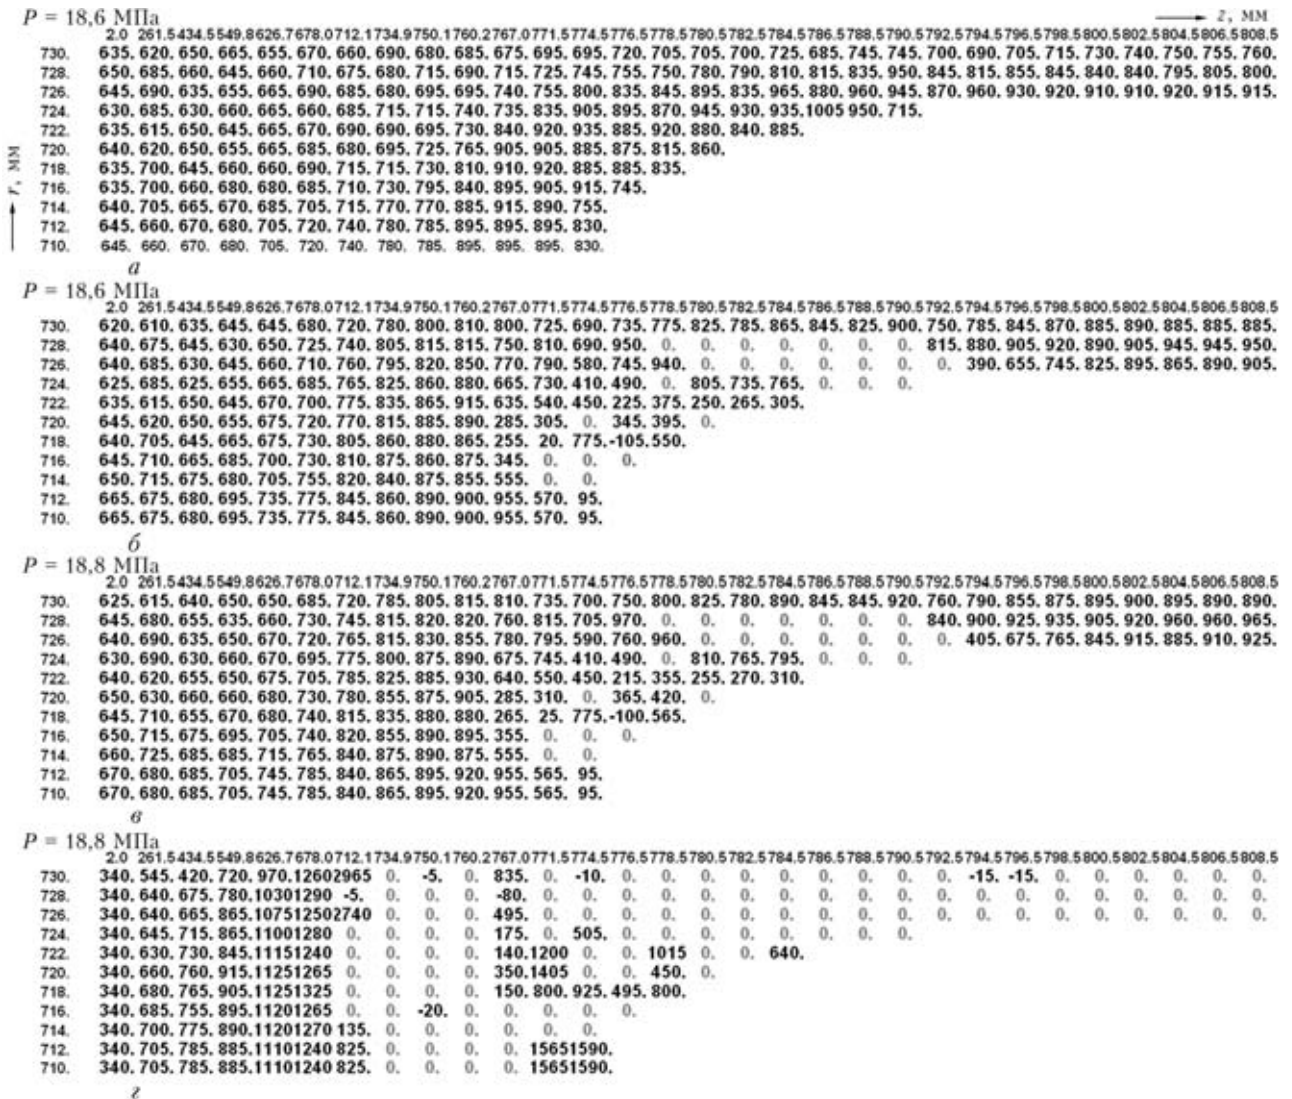 P = 18,6 МПа
z, мм
2.0 261.5434.5549.8626.7678.0712.1734.9750.1760.2767.0771.5774.5776.5778.5780.5782.5784.5786.5788.5790.5792.5794.5796.5798.5800.5802.5804.5806.5808.5
730. 635. 620. 650. 665. 655. 670. 660. 690. 680. 685. 675. 695. 695. 720. 705. 705. 700. 725. 685. 745. 745. 700. 690. 705. 715. 730. 740. 750. 755. 760.
728. 650. 685. 660. 645. 660. 710. 675. 680. 715. 690. 715. 725. 745. 755. 750. 780. 790. 810. 815. 835. 950. 845. 815. 855. 845. 840. 840. 795. 805. 800.
726. 645. 690. 635. 655. 665. 690. 685. 680. 695. 695. 740. 755. 800. 835. 845. 895. 835. 965. 880. 960. 945. 870. 960. 930. 920. 910. 910. 920. 915. 915.
724. 630. 685. 630. 660. 665. 660. 685. 715. 715. 740. 735. 835. 905. 895. 870. 945. 930. 935.1005 950. 715.
722. 635. 615. 650. 645. 665. 670. 690. 690. 695. 730. 840. 920. 935. 885. 920. 880. 840. 885.
720. 640. 620. 650. 655. 665. 685. 680. 695. 725. 765. 905. 905. 885. 875. 815. 860.
718. 635. 700. 645. 660. 660. 690. 715. 715. 730. 810. 910. 920. 885. 885. 835.
r, мм
716. 635. 700. 660. 680. 680. 685. 710. 730. 795. 840. 895. 905. 915. 745.
714. 640. 705. 665. 670. 685. 705. 715. 770. 770. 885. 915. 890. 755.
712. 645. 660. 670. 680. 705. 720. 740. 780. 785. 895. 895. 895. 830.
710. 645. 660. 670. 680. 705. 720. 740. 780. 785. 895. 895. 895. 830.
а
P = 18,6 МПа
2.0 261.5434.5549.8626.7678.0712.1734.9750.1760.2767.0771.5774.5776.5778.5780.5782.5784.5786.5788.5790.5792.5794.5796.5798.5800.5802.5804.5806.5808.5
730. 620. 610. 635. 645. 645. 680. 720. 780. 800. 810. 800. 725. 690. 735. 775. 825. 785. 865. 845. 825. 900. 750. 785. 845. 870. 885. 890. 885. 885. 885.
728. 640. 675. 645. 630. 650. 725. 740. 805. 815. 815. 750. 810. 690. 950. 0. 0. 0. 0. 0. 0. 0. 815. 880. 905. 920. 890. 905. 945. 945. 950.
726. 640. 685. 630. 645. 660. 710. 760. 795. 820. 850. 770. 790. 580. 745. 940. 0. 0. 0. 0. 0. 0. 0. 390. 655. 745. 825. 895. 865. 890. 905.
724. 625. 685. 625. 655. 665. 685. 765. 825. 860. 880. 665. 730. 410. 490. 0. 805. 735. 765. 0. 0. 0.
722. 635. 615. 650. 645. 670. 700. 775. 835. 865. 915. 635. 540. 450. 225. 375. 250. 265. 305.
720. 645. 620. 650. 655. 675. 720. 770. 815. 885. 890. 285. 305. 0. 345. 395. 0.
718. 640. 705. 645. 665. 675. 730. 805. 860. 880. 865. 255. 20. 775.-105.550.
716. 645. 710. 665. 685. 700. 730. 810. 875. 860. 875. 345. 0. 0. 0.
714. 650. 715. 675. 680. 705. 755. 820. 840. 875. 855. 555. 0. 0.
712. 665. 675. 680. 695. 735. 775. 845. 860. 890. 900. 955. 570. 95.
710. 665. 675. 680. 695. 735. 775. 845. 860. 890. 900. 955. 570. 95.
б
P = 18,8 МПа
2.0 261.5434.5549.8626.7678.0712.1734.9750.1760.2767.0771.5774.5776.5778.5780.5782.5784.5786.5788.5790.5792.5794.5796.5798.5800.5802.5804.5806.5808.5
730. 625. 615. 640. 650. 650. 685. 720. 785. 805. 815. 810. 735. 700. 750. 800. 825. 780. 890. 845. 845. 920. 760. 790. 855. 875. 895. 900. 895. 890. 890.
728. 645. 680. 655. 635. 660. 730. 745. 815. 820. 820. 760. 815. 705. 970. 0. 0. 0. 0. 0. 0. 0. 840. 900. 925. 935. 905. 920. 960. 960. 965.
726. 640. 690. 635. 650. 670. 720. 765. 815. 830. 855. 780. 795. 590. 760. 960. 0. 0. 0. 0. 0. 0. 0. 405. 675. 765. 845. 915. 885. 910. 925.
724. 630. 690. 630. 660. 670. 695. 775. 800. 875. 890. 675. 745. 410. 490. 0. 810. 765. 795. 0. 0. 0.
722. 640. 620. 655. 650. 675. 705. 785. 825. 885. 930. 640. 550. 450. 215. 355. 255. 270. 310.
720. 650. 630. 660. 660. 680. 730. 780. 855. 875. 905. 285. 310. 0. 365. 420. 0.
718. 645. 710. 655. 670. 680. 740. 815. 835. 880. 880. 265. 25. 775.-100.565.
716. 650. 715. 675. 695. 705. 740. 820. 855. 890. 895. 355. 0. 0. 0.
714. 660. 725. 685. 685. 715. 765. 840. 875. 890. 875. 555. 0. 0.
712. 670. 680. 685. 705. 745. 785. 840. 865. 895. 920. 955. 565. 95.
710. 670. 680. 685. 705. 745. 785. 840. 865. 895. 920. 955. 565. 95.
в
P = 18,8 МПа
2.0 261.5434.5549.8626.7678.0712.1734.9750.1760.2767.0771.5774.5776.5778.5780.5782.5784.5786.5788.5790.5792.5794.5796.5798.5800.5802.5804.5806.5808.5
730. 340. 545. 420. 720. 970.12602965 0. -5. 0. 835. 0. -10. 0. 0. 0. 0. 0. 0. 0. 0. 0. -15. -15. 0. 0. 0. 0. 0. 0.
728. 340. 640. 675. 780.10301290 -5. 0. 0. 0. -80. 0. 0. 0. 0. 0. 0. 0. 0. 0. 0. 0. 0. 0. 0. 0. 0. 0. 0. 0.
726. 340. 640. 665. 865.107512502740 0. 0. 0. 495. 0. 0. 0. 0. 0. 0. 0. 0. 0. 0. 0. 0. 0. 0. 0. 0. 0. 0. 0.
724. 340. 645. 715. 865.11001280 0. 0. 0. 0. 175. 0. 505. 0. 0. 0. 0. 0. 0. 0. 0.
722. 340. 630. 730. 845.11151240 0. 0. 0. 0. 140.1200 0. 0. 1015 0. 0. 640.
720. 340. 660. 760. 915.11251265 0. 0. 0. 0. 350.1405 0. 0. 450. 0.
718. 340. 680. 765. 905.11251325 0. 0. 0. 0. 150. 800. 925. 495. 800.
716. 340. 685. 755. 895.11201265 0. 0. -20. 0. 0. 0. 0. 0.
714. 340. 700. 775. 890.11201270 135. 0. 0. 0. 0. 0. 0.
712. 340. 705. 785. 885.11101240 825. 0. 0. 0. 0. 15651590.
710. 340. 705. 785. 885.11101240 825. 0. 0. 0. 0. 15651590.
г